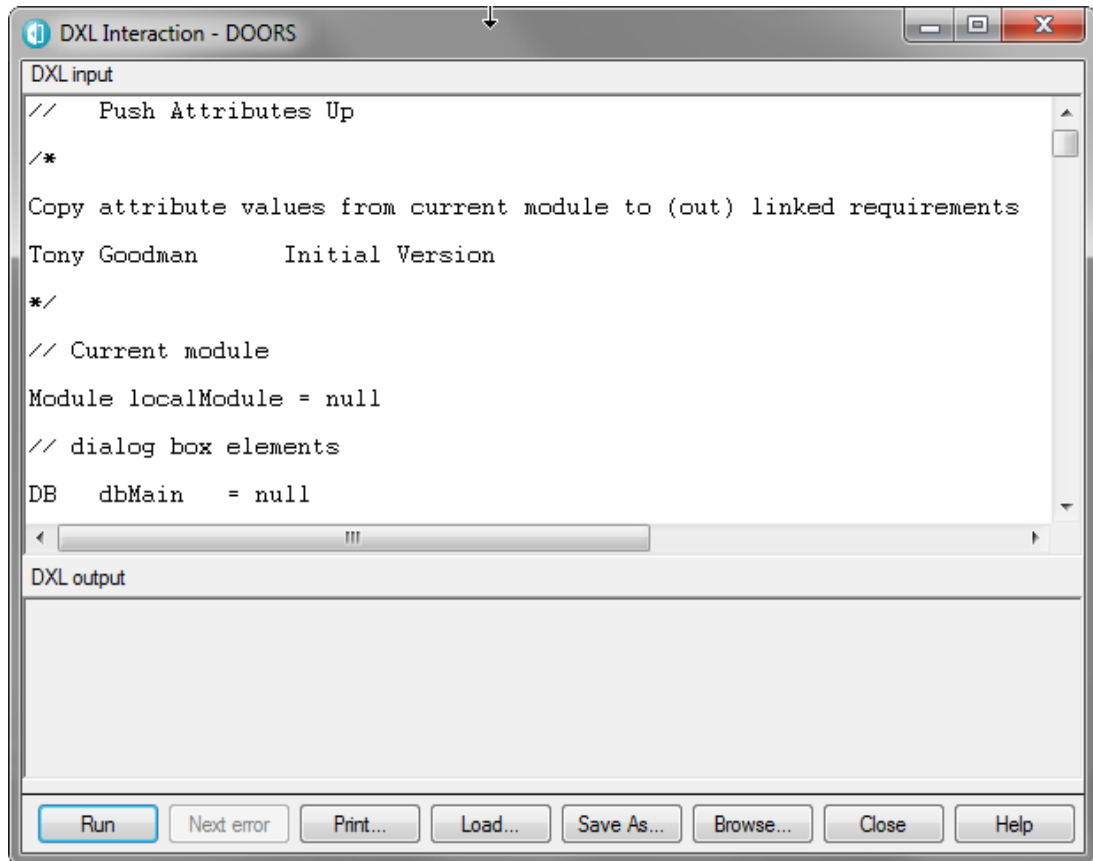 DXL Interaction - DOORS
DXL input
//   Push Attributes Up
/*
Copy attribute values from current module to (out) linked requirements
Tony Goodman      Initial Version
*/
// Current module
Module localModule = null
// dialog box elements
DB   dbMain   = null
DXL output
Run Next error Print... Load... Save As... Browse... Close Help